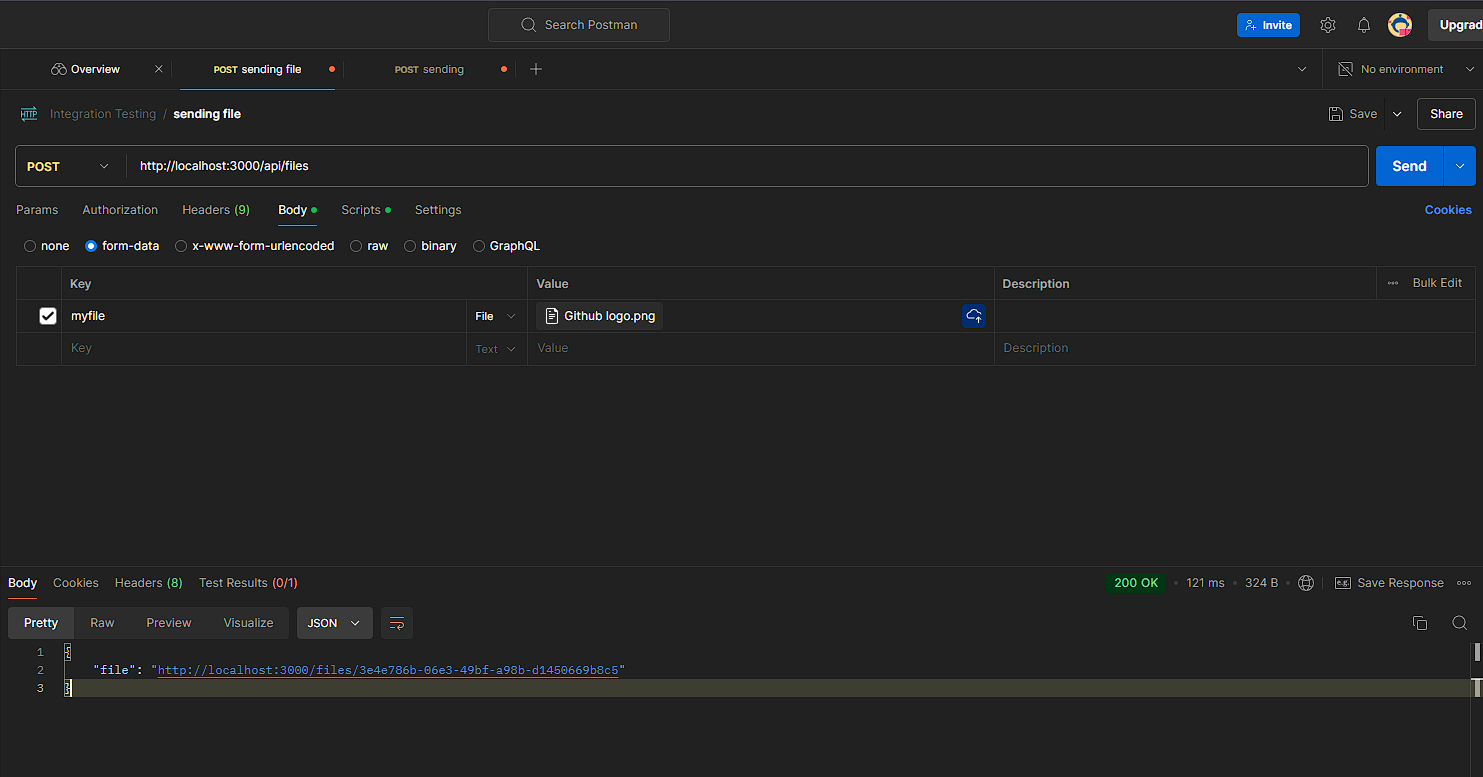 Search Postman
Invite
Upgrad
Overview
POST sending file
POST sending
No environment
HTTP Integration Testing / sending file
Save
Share
POST
http://localhost:3000/api/files
Send
Params Authorization Headers (9) Body Scripts Settings
Cookies
none form-data x-www-form-urlencoded raw binary GraphQL
Key Value Description Bulk Edit
myfile File Github logo.png
Key Text Value Description
Body Cookies Headers (8) Test Results (0/1)
200 OK 121 ms 324 B e.g. Save Response
Pretty Raw Preview Visualize JSON
1 {
2 "file": "http://localhost:3000/files/3e4e786b-06e3-49bf-a98b-d1450669b8c5"
3 }